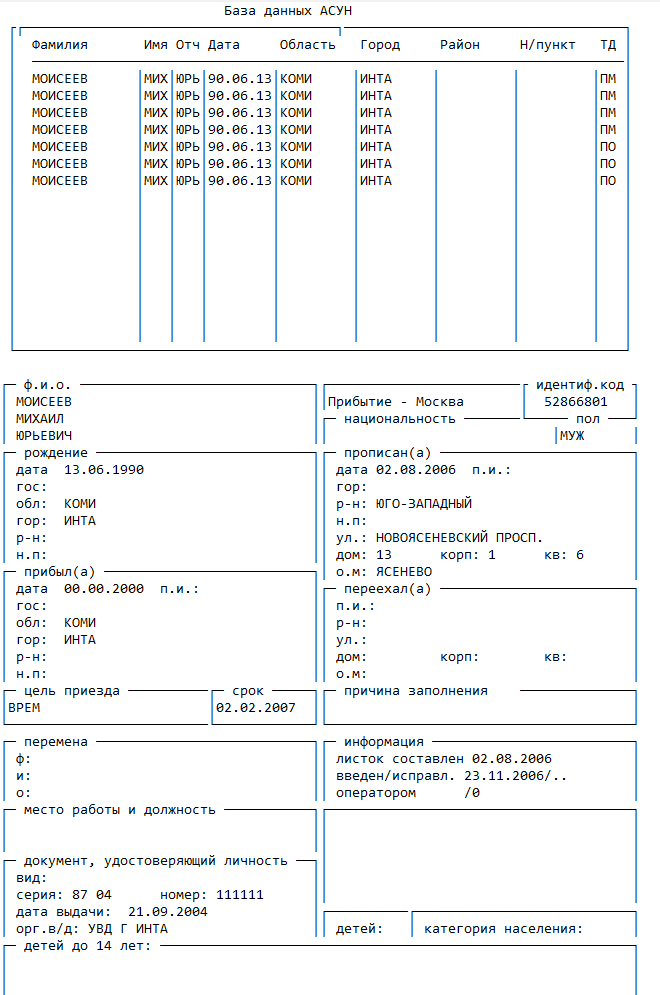 База данных АСУН
Фамилия Имя Отч Дата Область Город Район Н/пункт ТД
МОИСЕЕВ МИХ ЮРЬ 90.06.13 КОМИ ИНТА ПМ
МОИСЕЕВ МИХ ЮРЬ 90.06.13 КОМИ ИНТА ПМ
МОИСЕЕВ МИХ ЮРЬ 90.06.13 КОМИ ИНТА ПМ
МОИСЕЕВ МИХ ЮРЬ 90.06.13 КОМИ ИНТА ПМ
МОИСЕЕВ МИХ ЮРЬ 90.06.13 КОМИ ИНТА ПО
МОИСЕЕВ МИХ ЮРЬ 90.06.13 КОМИ ИНТА ПО
МОИСЕЕВ МИХ ЮРЬ 90.06.13 КОМИ ИНТА ПО
ф.и.о. идентиф.код
МОИСЕЕВ Прибытие - Москва 52866801
МИХАИЛ национальность пол
ЮРЬЕВИЧ МУЖ
рождение прописан(а)
дата 13.06.1990 дата 02.08.2006 п.и.:
гос: гор:
обл: КОМИ р-н: ЮГО-ЗАПАДНЫЙ
гор: ИНТА н.п:
р-н: ул.: НОВОЯСЕНЕВСКИЙ ПРОСП.
н.п: дом: 13 корп: 1 кв: 6
прибыл(а) о.м: ЯСЕНЕВО
дата 00.00.2000 п.и.: переехал(а)
гос: п.и.:
обл: КОМИ р-н:
гор: ИНТА ул.:
р-н: дом: корп: кв:
н.п: о.м:
цель приезда срок причина заполнения
ВРЕМ 02.02.2007
перемена информация
ф: листок составлен 02.08.2006
и: введен/исправл. 23.11.2006/..
о: оператором /0
место работы и должность
документ, удостоверяющий личность
вид:
серия: 87 04 номер: 111111
дата выдачи: 21.09.2004
орг.в/д: УВД Г ИНТА детей: категория населения:
детей до 14 лет: